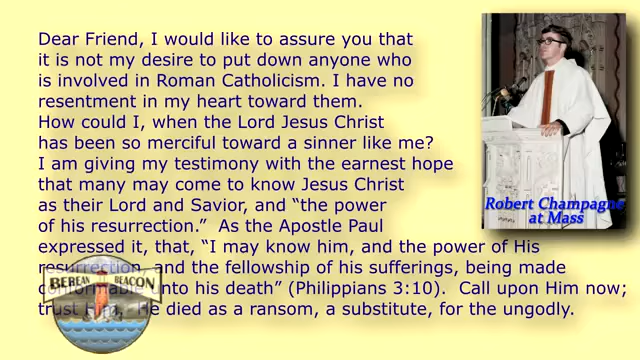 Dear Friend, I would like to assure you that
it is not my desire to put down anyone who
is involved in Roman Catholicism. I have no
resentment in my heart toward them.
How could I, when the Lord Jesus Christ
has been so merciful toward a sinner like me?
I am giving my testimony with the earnest hope
that many may come to know Jesus Christ
as their Lord and Savior, and “the power
of his resurrection.” As the Apostle Paul
expressed it, that, “I may know him, and the power of His
resurrection, and the fellowship of his sufferings, being made
conformable unto his death” (Philippians 3:10). Call upon Him now;
trust Him, He died as a ransom, a substitute, for the ungodly.
Robert Champagne
at Mass
BEREAN BEACON